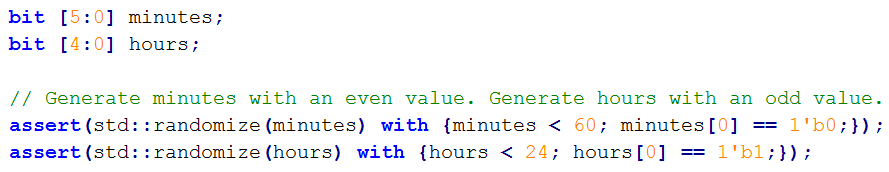 bit [5:0] minutes;
bit [4:0] hours;
// Generate minutes with an even value. Generate hours with an odd value.
assert(std::randomize(minutes) with {minutes < 60; minutes[0] == 1'b0;});
assert(std::randomize(hours) with {hours < 24; hours[0] == 1'b1;});